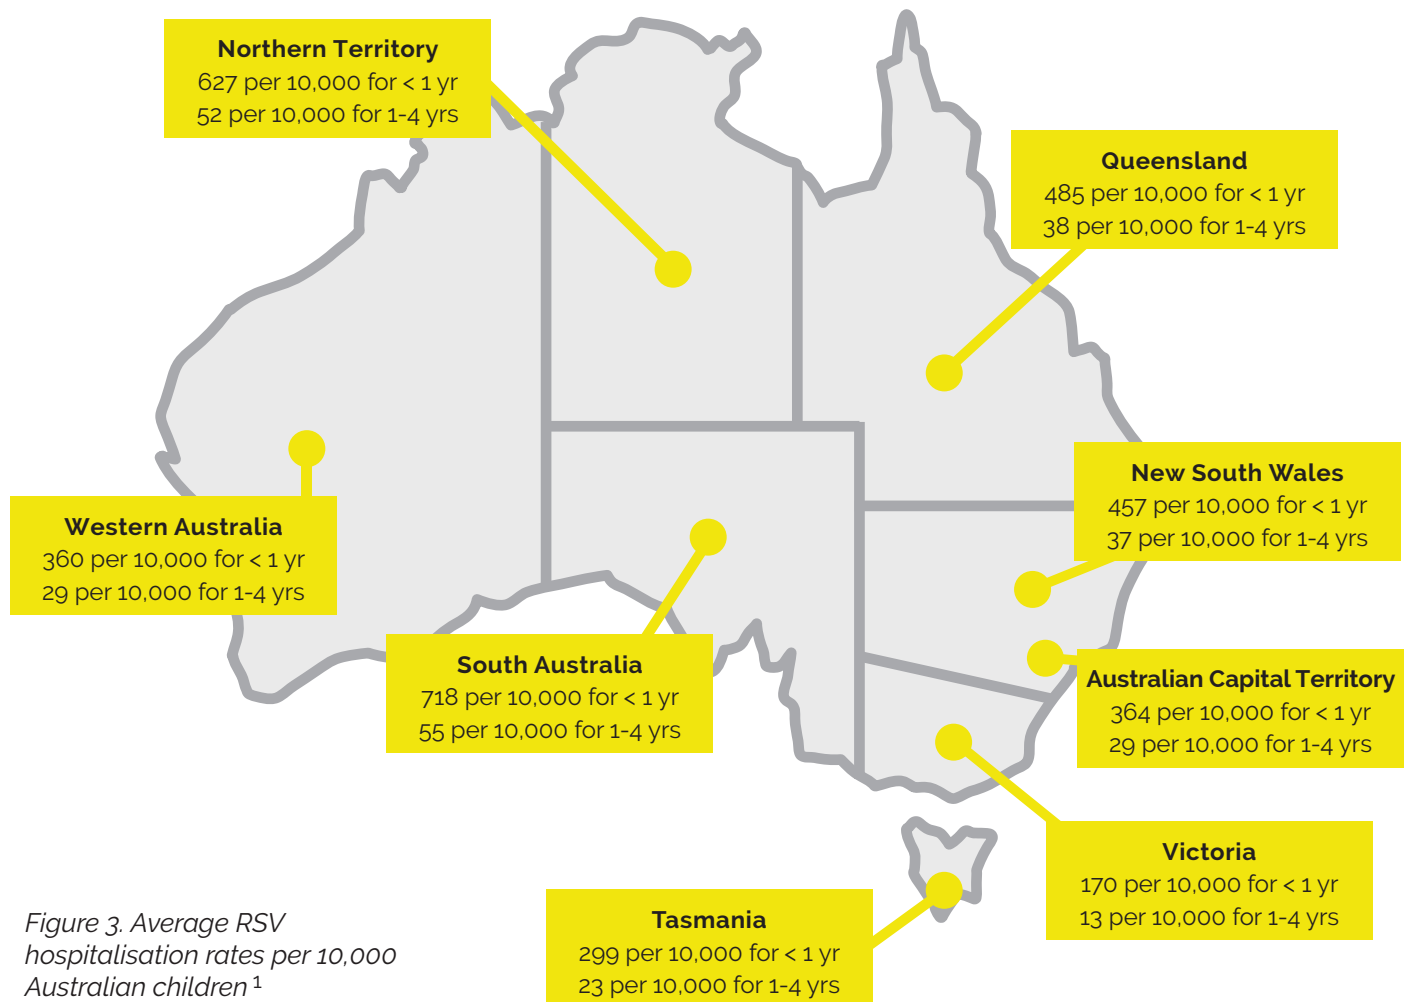 Northern Territory
627 per 10,000 for < 1 yr
52 per 10,000 for 1-4 yrs
Queensland
485 per 10,000 for < 1 yr
38 per 10,000 for 1-4 yrs
New South Wales
457 per 10,000 for < 1 yr
37 per 10,000 for 1-4 yrs
Western Australia
360 per 10,000 for < 1 yr
29 per 10,000 for 1-4 yrs
South Australia
718 per 10,000 for < 1 yr
55 per 10,000 for 1-4 yrs
Australian Capital Territory
364 per 10,000 for < 1 yr
29 per 10,000 for 1-4 yrs
Victoria
170 per 10,000 for < 1 yr
13 per 10,000 for 1-4 yrs
Tasmania
299 per 10,000 for < 1 yr
23 per 10,000 for 1-4 yrs
Figure 3. Average RSV
hospitalisation rates per 10,000
Australian children 1